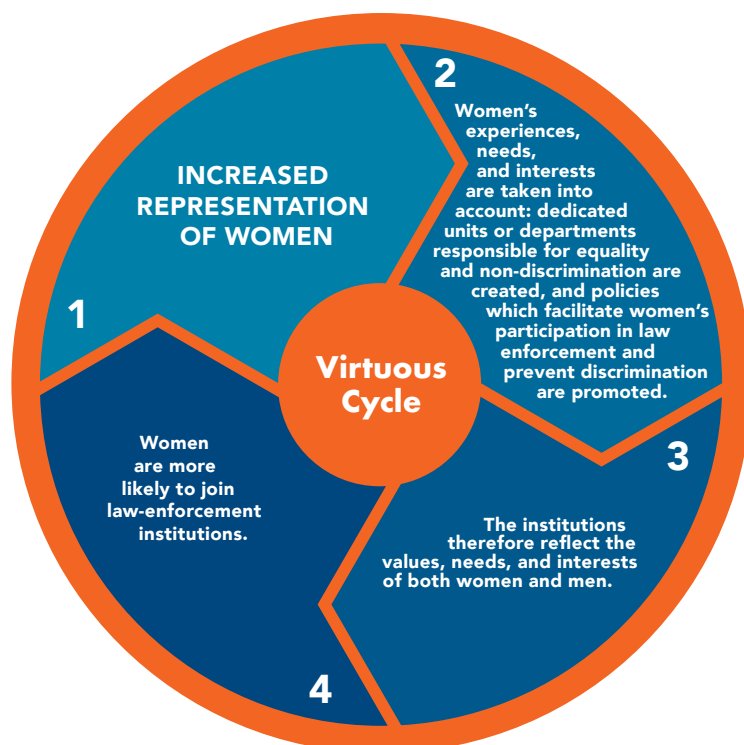 1
INCREASED
REPRESENTATION
OF WOMEN
2
Women's
experiences,
needs,
and interests
are taken into
account: dedicated
units or departments
responsible for equality
and non-discrimination are
created, and policies
which facilitate women's
participation in law
enforcement and
prevent discrimination
are promoted.
3
The institutions
therefore reflect the
values, needs, and interests
of both women and men.
4
Women
are more
likely to join
law-enforcement
institutions.
Virtuous
Cycle